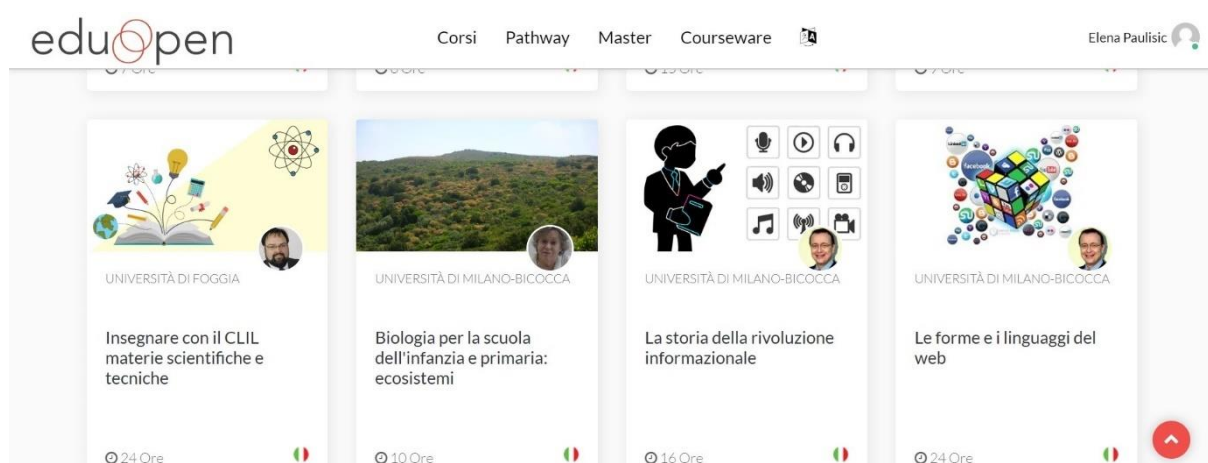 eduOpen
Corsi Pathway Master Courseware
Elena Paulisic
UNIVERSITÀ DI FOGGIA
Insegnare con il CLIL
materie scientifiche e
tecniche
24 Ore
UNIVERSITÀ DI MILANO-BICOCCA
Biologia per la scuola
dell'infanzia e primaria:
ecosistemi
10 Ore
UNIVERSITÀ DI MILANO-BICOCCA
La storia della rivoluzione
informazionale
16 Ore
facebook
UNIVERSITÀ DI MILANO-BICOCCA
Le forme e i linguaggi del
web
24 Ore